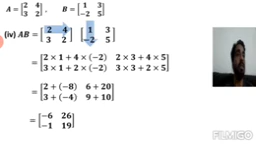 A = [2 4; 3 2], B = [1 3; -2 5]
(iv) AB = [2 4; 3 2] [1 3; -2 5]
= [2 × 1 + 4 × (-2) 2 × 3 + 4 × 5; 3 × 1 + 2 × (-2) 3 × 3 + 2 × 5]
= [2 + (-8) 6 + 20; 3 + (-4) 9 + 10]
= [-6 26; -1 19]
FILMIGO